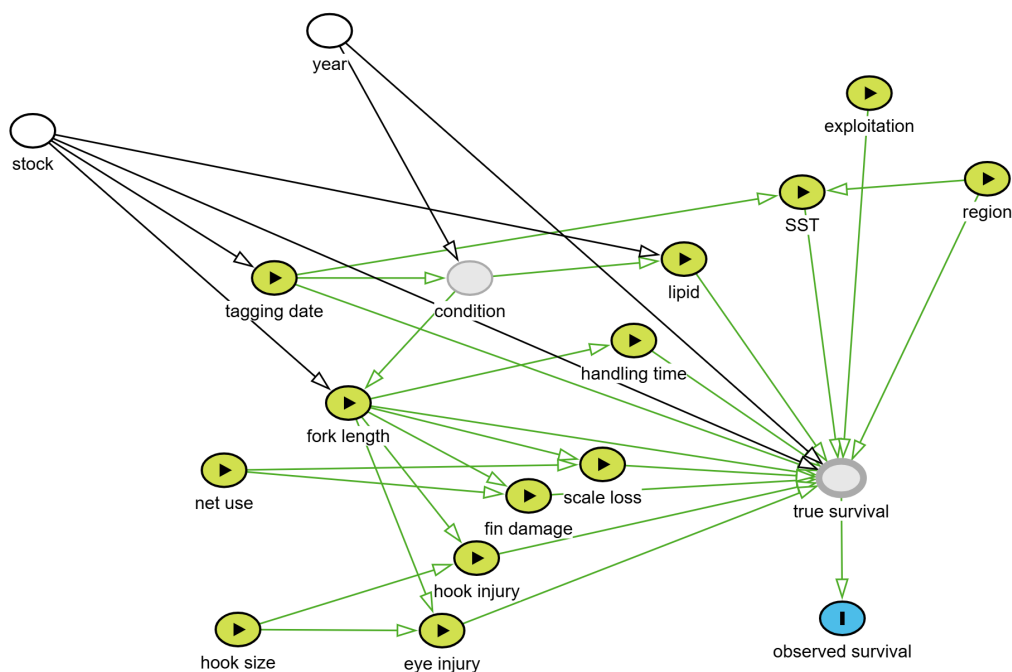 year
exploitation
stock
region
SST
lipid
tagging date
condition
handling time
fork length
scale loss
net use
true survival
fin damage
hook injury
observed survival
hook size
eye injury